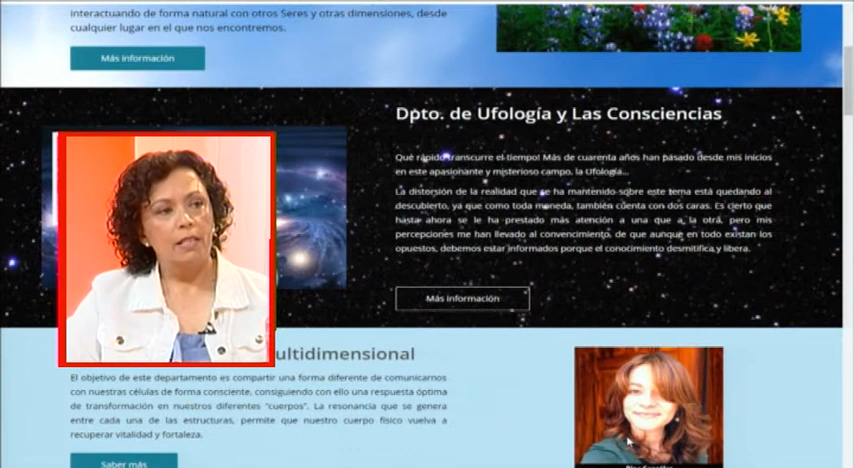 interactuando de forma natural con otros Seres y otras dimensiones, desde
cualquier lugar en el que nos encontremos.
Más información
Dpto. de Ufología y Las Consciencias
Qué rápido transcurre el tiempo! Más de cuarenta años han pasado desde mis inicios
en este apasionante y misterioso campo, la Ufología...
La distorsión de la realidad que se ha mantenido sobre este tema está quedando al
descubierto, ya que como toda moneda, también cuenta con dos caras. Es cierto que
hasta ahora se le ha prestado más atención a una que a la otra, pero mis
percepciones me han llevado al convencimiento, de que aunque en todo existan los
opuestos, debemos estar informados porque el conocimiento desmitifica y libera.
Más información
ultidimensional
El objetivo de este departamento es compartir una forma diferente de comunicarnos
con nuestras células de forma consciente, consiguiendo con ello una respuesta óptima
de transformación en nuestros diferentes "cuerpos". La resonancia que se genera
entre cada una de las estructuras, permite que nuestro cuerpo físico vuelva a
recuperar vitalidad y fortaleza.
Saber más